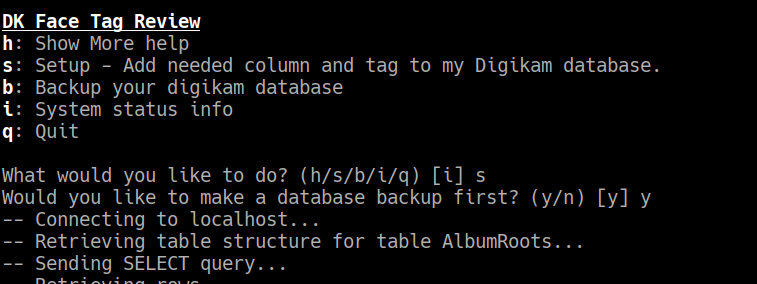 DK Face Tag Review
h: Show More help
s: Setup – Add needed column and tag to my Digikam database.
b: Backup your digikam database
i: System status info
q: Quit
What would you like to do? (h/s/b/i/q) [i] s
Would you like to make a database backup first? (y/n) [y] y
-- Connecting to localhost...
-- Retrieving table structure for table AlbumRoots...
-- Sending SELECT query...
-- Retrieving rows...